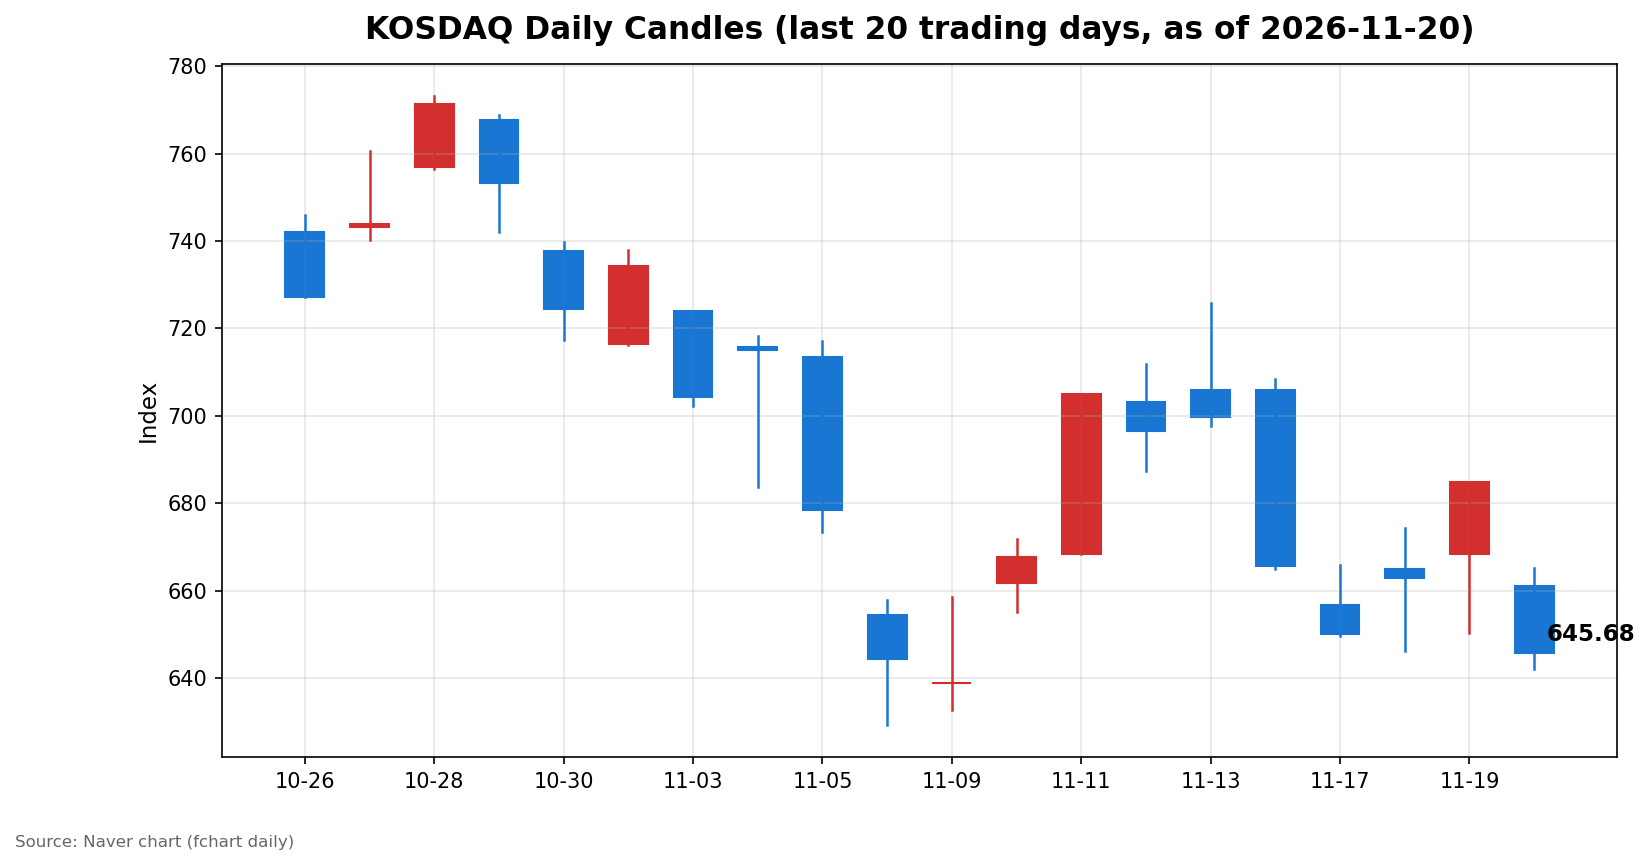 KOSDAQ Daily Candles (last 20 trading days, as of 2026-11-20)
780
760
740
720
700
680
660
640
Index
645.68
10-26 10-28 10-30 11-03 11-05 11-09 11-11 11-13 11-17 11-19
Source: Naver chart (fchart daily)